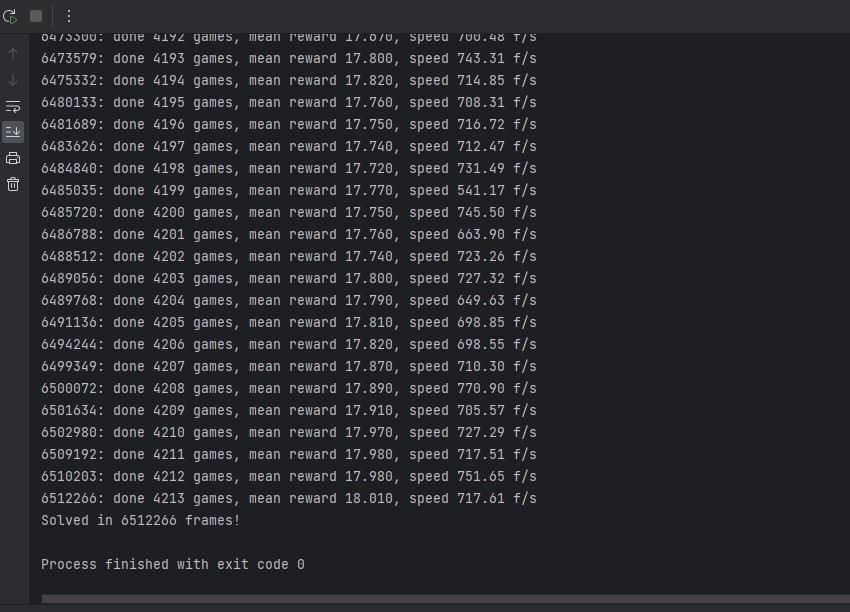 6473300: done 4192 games, mean reward 17.870, speed 700.48 f/s
6473579: done 4193 games, mean reward 17.800, speed 743.31 f/s
6475332: done 4194 games, mean reward 17.820, speed 714.85 f/s
6480133: done 4195 games, mean reward 17.760, speed 708.31 f/s
6481689: done 4196 games, mean reward 17.750, speed 716.72 f/s
6483626: done 4197 games, mean reward 17.740, speed 712.47 f/s
6484840: done 4198 games, mean reward 17.720, speed 731.49 f/s
6485035: done 4199 games, mean reward 17.770, speed 541.17 f/s
6485720: done 4200 games, mean reward 17.750, speed 745.50 f/s
6486788: done 4201 games, mean reward 17.760, speed 663.90 f/s
6488512: done 4202 games, mean reward 17.740, speed 723.26 f/s
6489056: done 4203 games, mean reward 17.800, speed 727.32 f/s
6489768: done 4204 games, mean reward 17.790, speed 649.63 f/s
6491136: done 4205 games, mean reward 17.810, speed 698.85 f/s
6494244: done 4206 games, mean reward 17.820, speed 698.55 f/s
6499349: done 4207 games, mean reward 17.870, speed 710.30 f/s
6500072: done 4208 games, mean reward 17.890, speed 770.90 f/s
6501634: done 4209 games, mean reward 17.910, speed 705.57 f/s
6502980: done 4210 games, mean reward 17.970, speed 727.29 f/s
6509192: done 4211 games, mean reward 17.980, speed 717.51 f/s
6510203: done 4212 games, mean reward 17.980, speed 751.65 f/s
6512266: done 4213 games, mean reward 18.010, speed 717.61 f/s
Solved in 6512266 frames!
Process finished with exit code 0